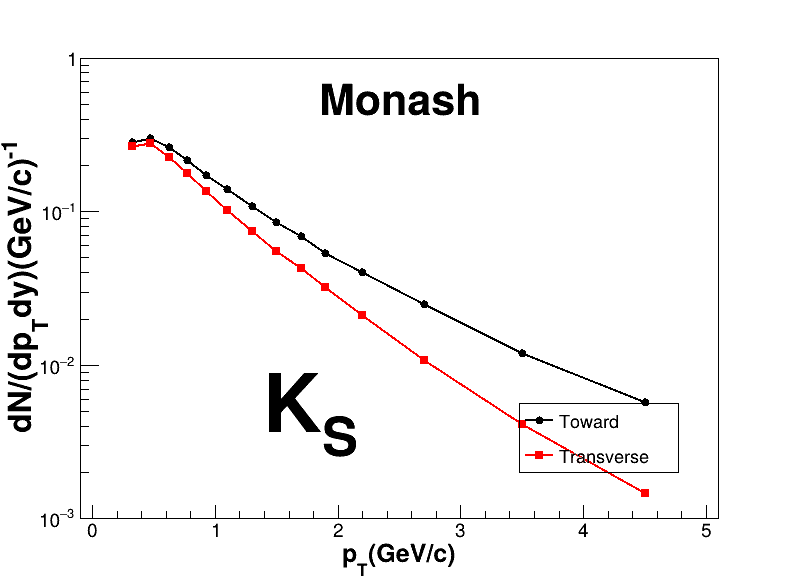 Monash
dN/(dp_T dy)(GeV/c)^-1
1
10^−1
10^−2
10^−3
K_S
Toward
Transverse
0 1 2 3 4 5
p_T(GeV/c)